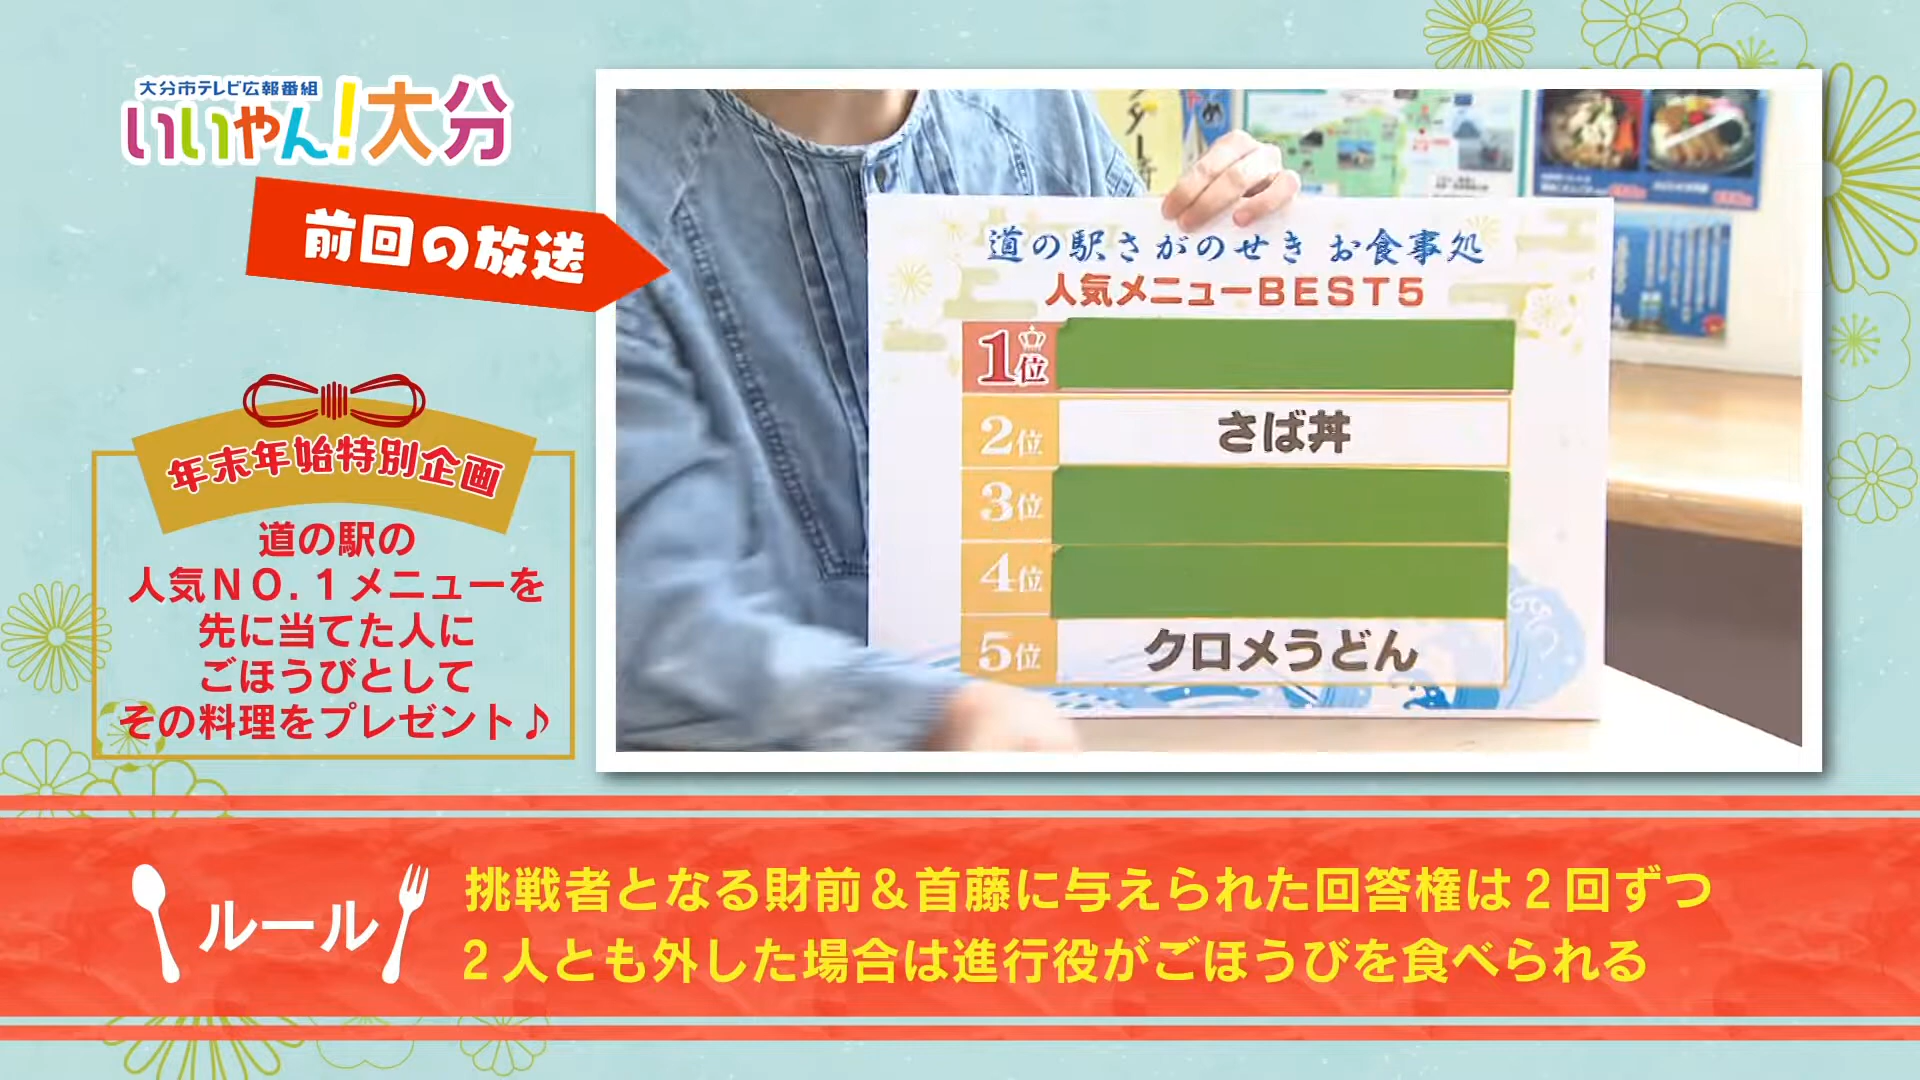 大分市テレビ広報番組
いいやん!大分
前回の放送
年末年始特別企画
道の駅の
人気NO.1メニューを
先に当てた人に
ごほうびとして
その料理をプレゼント♪
道の駅さがのせき お食事処
人気メニューBEST5
1位
2位 さば丼
3位
4位
5位 クロメうどん
ルール
挑戦者となる財前&首藤に与えられた回答権は2回ずつ
2人とも外した場合は進行役がごほうびを食べられる